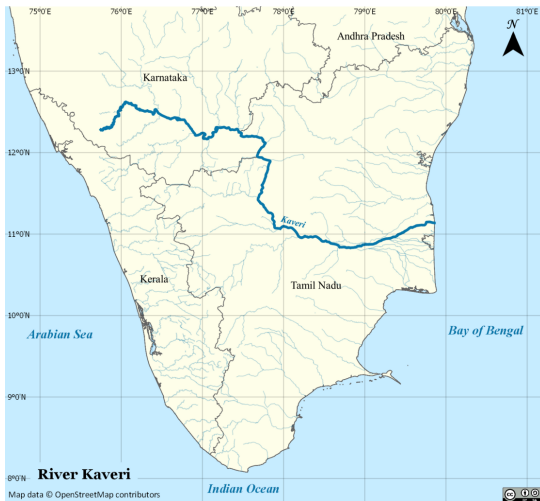 75°0'E 76°0'E 77°0'E 78°0'E 79°0'E 80°0'E 81°0'E
N
Andhra Pradesh
13°0'N
Karnataka
12°0'N
Kaveri
11°0'N
Kerala
Tamil Nadu
10°0'N
Arabian Sea
Bay of Bengal
9°0'N
River Kaveri
8°0'N
Indian Ocean
Map data © OpenStreetMap contributors
cc